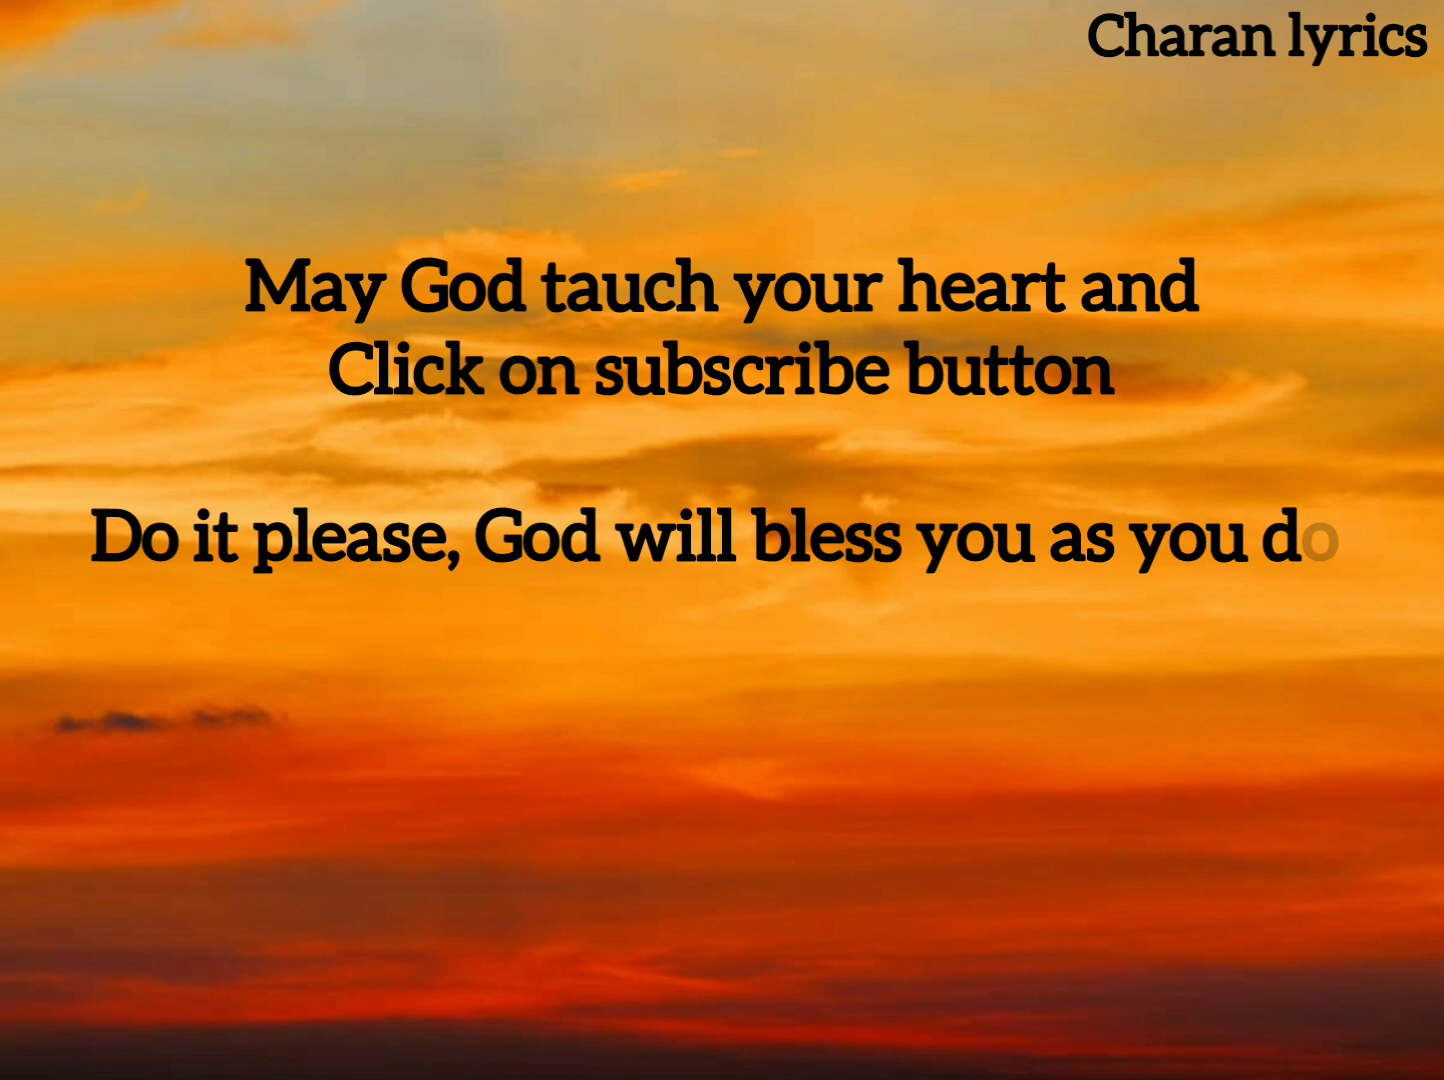 Charan lyrics
May God tauch your heart and
Click on subscribe button
Do it please, God will bless you as you do